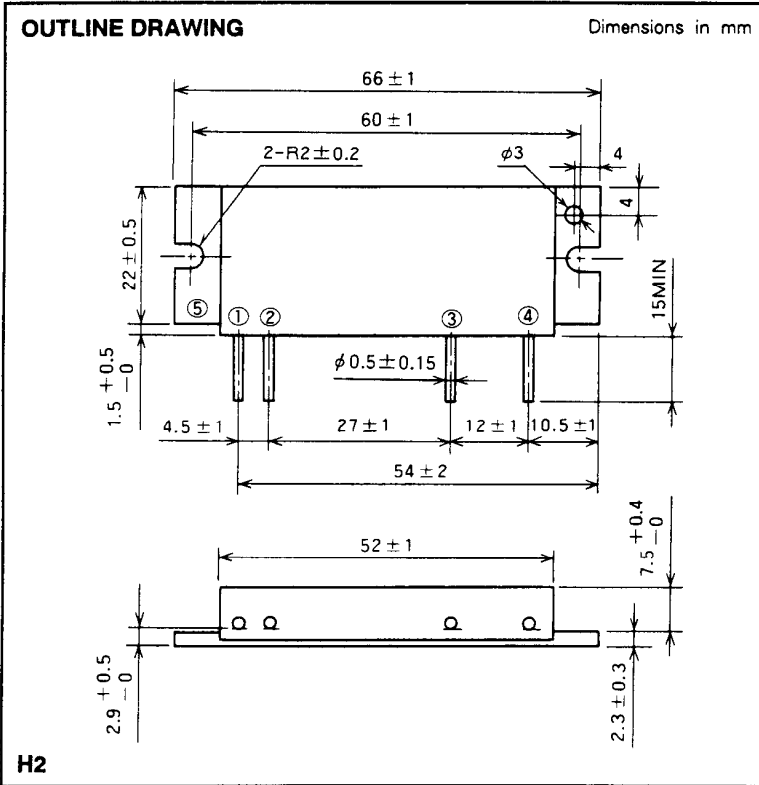 OUTLINE DRAWING
Dimensions in mm
66±1
60±1
2-R2±0.2
φ3
4
4
22±0.5
15MIN
⑤
①
②
③
④
φ0.5±0.15
1.5 +0.5 −0
4.5±1
27±1
12±1
10.5±1
54±2
52±1
7.5 +0.4 −0
2.9 +0.5 −0
2.3±0.3
H2